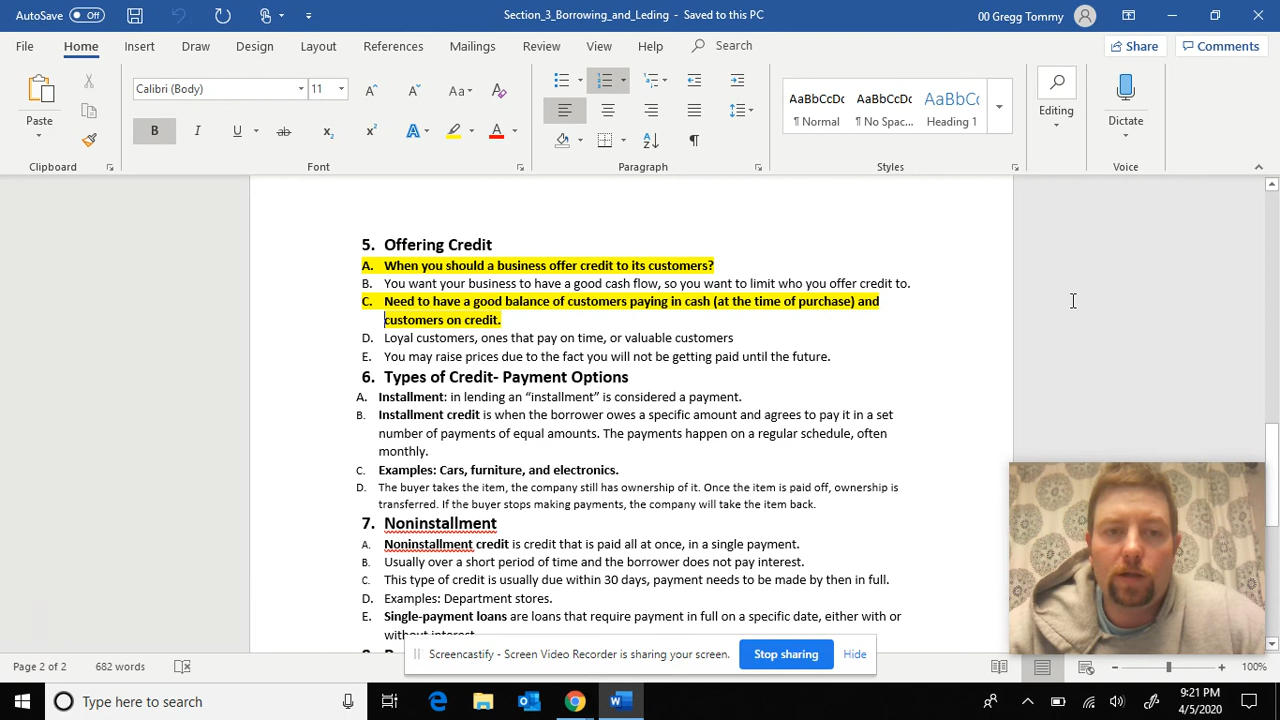 AutoSave Off Section_3_Borrowing_and_Leding - Saved to this PC 00 Gregg Tommy
File Home Insert Draw Design Layout References Mailings Review View Help Search Share Comments
Calibri (Body) 11
Paste
B I U ab x₂ x² A A
Clipboard Font Paragraph
AaBbCcDc AaBbCcDc AaBbCc
¶ Normal ¶ No Spac... Heading 1
Styles
Editing
Dictate
Voice
5. Offering Credit
A. When you should a business offer credit to its customers?
B. You want your business to have a good cash flow, so you want to limit who you offer credit to.
C. Need to have a good balance of customers paying in cash (at the time of purchase) and
customers on credit.
D. Loyal customers, ones that pay on time, or valuable customers
E. You may raise prices due to the fact you will not be getting paid until the future.
6. Types of Credit- Payment Options
A. Installment: in lending an “installment” is considered a payment.
B. Installment credit is when the borrower owes a specific amount and agrees to pay it in a set
number of payments of equal amounts. The payments happen on a regular schedule, often
monthly.
C. Examples: Cars, furniture, and electronics.
D. The buyer takes the item, the company still has ownership of it. Once the item is paid off, ownership is
transferred. If the buyer stops making payments, the company will take the item back.
7. Noninstallment
A. Noninstallment credit is credit that is paid all at once, in a single payment.
B. Usually over a short period of time and the borrower does not pay interest.
C. This type of credit is usually due within 30 days, payment needs to be made by then in full.
D. Examples: Department stores.
E. Single-payment loans are loans that require payment in full on a specific date, either with or
without interest.
Screencastify - Screen Video Recorder is sharing your screen. Stop sharing Hide
Page 2 of 2 682 words 100%
Type here to search
9:21 PM
4/5/2020